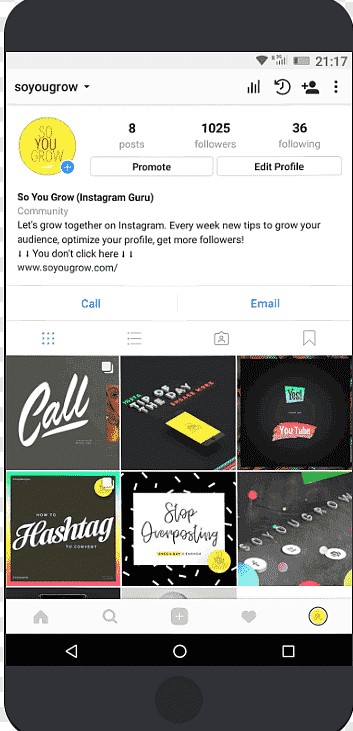 21:17
soyougrow
8
1025
36
posts
followers
following
SO
YOU
GROW
Promote
Edit Profile
So You Grow (Instagram Guru)
Community
Let's grow together on Instagram. Every week new tips to grow your
audience, optimize your profile, get more followers!
⭣⭣You don't click here⭣⭣
www.soyougrow.com/
Call
Email
Call
TIP OF
THE DAY
ENGAGE MORE
Yes!
YouTube
HOW TO
Hashtag
TO CONVERT
Stop
Overposting
SOYOUGROW